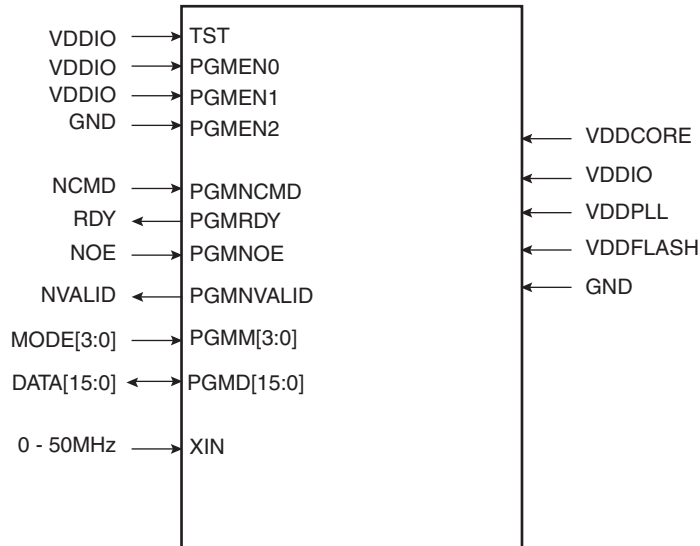 VDDIO TST
VDDIO PGMEN0
VDDIO PGMEN1
GND PGMEN2
VDDCORE
VDDIO
NCMD PGMNCMD
RDY PGMRDY
VDDPLL
NOE PGMNOE
VDDFLASH
NVALID PGMNVALID
GND
MODE[3:0] PGMM[3:0]
DATA[15:0] PGMD[15:0]
0 - 50MHz XIN